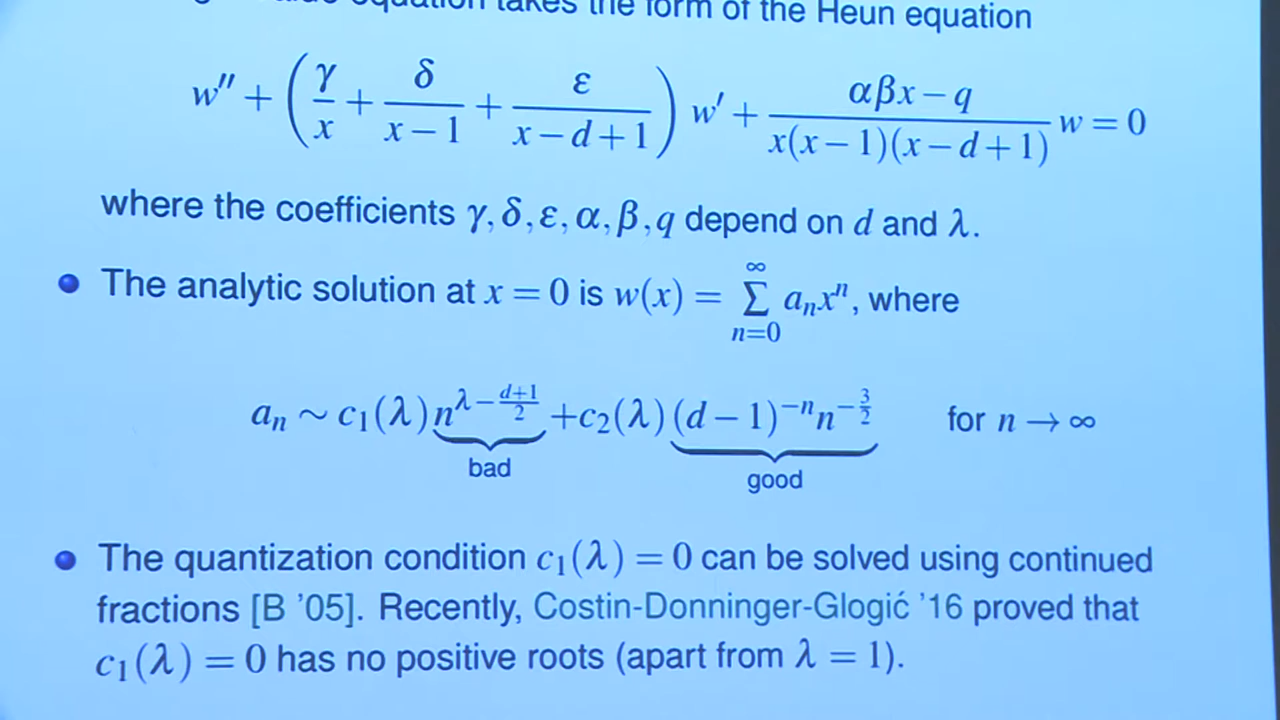 equation takes the form of the Heun equation
w″ + (γ/x + δ/(x−1) + ε/(x−d+1)) w′ + (αβx−q)/(x(x−1)(x−d+1)) w = 0
where the coefficients γ, δ, ε, α, β, q depend on d and λ.
The analytic solution at x = 0 is w(x) = ∑_{n=0}^{∞} a_n x^n, where
a_n ∼ c_1(λ) n^{λ−(d+1)/2} + c_2(λ) (d−1)^{−n} n^{−3/2} for n → ∞
bad
good
The quantization condition c_1(λ) = 0 can be solved using continued
fractions [B '05]. Recently, Costin-Donninger-Glogić '16 proved that
c_1(λ) = 0 has no positive roots (apart from λ = 1).